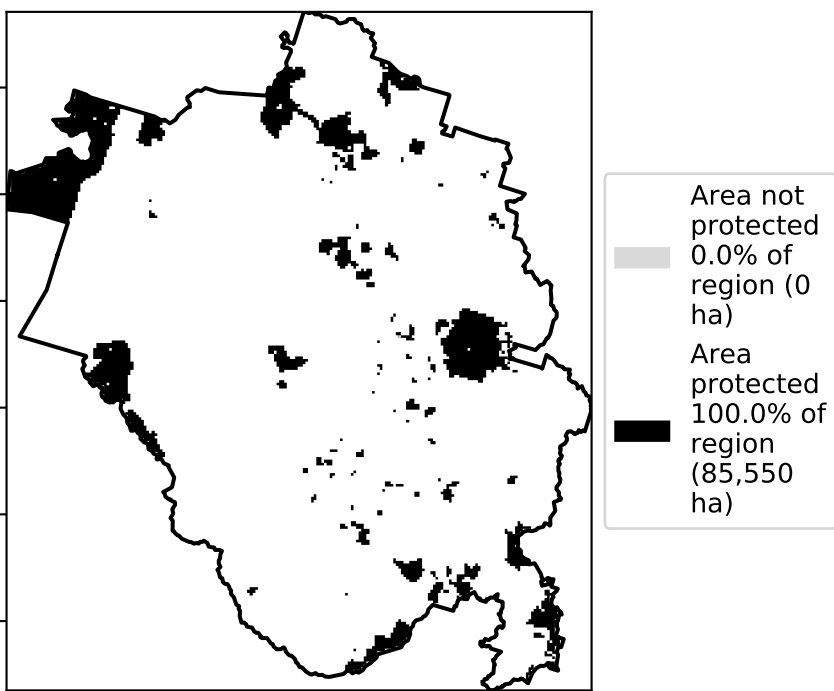 Area not
protected
0.0% of
region (0
ha)
Area
protected
100.0% of
region
(85,550
ha)